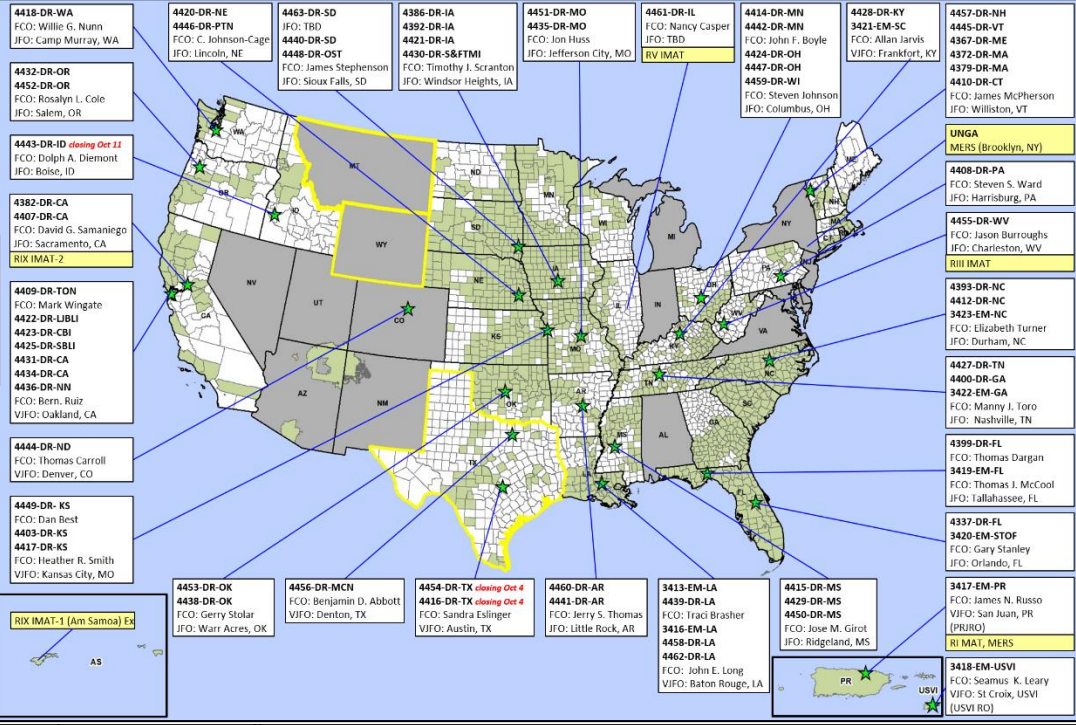 4418-DR-WA
FCO: Willie G. Nunn
JFO: Camp Murray, WA
4420-DR-NE
4446-DR-PTN
FCO: C. Johnson-Cage
JFO: Lincoln, NE
4463-DR-SD
JFO: TBD
4440-DR-SD
4448-DR-OST
FCO: James Stephenson
JFO: Sioux Falls, SD
4386-DR-IA
4392-DR-IA
4421-DR-IA
4430-DR-S&FTMI
FCO: Timothy J. Scranton
JFO: Windsor Heights, IA
4451-DR-MO
4435-DR-MO
FCO: Jon Huss
JFO: Jefferson City, MO
4461-DR-IL
FCO: Nancy Casper
JFO: TBD
RV IMAT
4414-DR-MN
4442-DR-MN
FCO: John F. Boyle
4424-DR-OH
4447-DR-OH
4459-DR-WI
FCO: Steven Johnson
JFO: Columbus, OH
4428-DR-KY
3421-EM-SC
FCO: Allan Jarvis
VJFO: Frankfort, KY
4457-DR-NH
4445-DR-VT
4367-DR-ME
4372-DR-MA
4379-DR-MA
4410-DR-CT
FCO: James McPherson
JFO: Williston, VT
4432-DR-OR
4452-DR-OR
FCO: Rosalyn L. Cole
JFO: Salem, OR
4443-DR-ID closing Oct 11
FCO: Dolph A. Diemont
JFO: Boise, ID
4382-DR-CA
4407-DR-CA
FCO: David G. Samaniego
JFO: Sacramento, CA
RIX IMAT-2
4409-DR-TON
FCO: Mark Wingate
4422-DR-LJBLI
4423-DR-CBI
4425-DR-SBLI
4431-DR-CA
4434-DR-CA
4436-DR-NN
FCO: Bern. Ruiz
VJFO: Oakland, CA
4444-DR-ND
FCO: Thomas Carroll
VJFO: Denver, CO
4449-DR- KS
FCO: Dan Best
4403-DR-KS
4417-DR-KS
FCO: Heather R. Smith
VJFO: Kansas City, MO
UNGA
MERS (Brooklyn, NY)
4408-DR-PA
FCO: Steven S. Ward
JFO: Harrisburg, PA
4455-DR-WV
FCO: Jason Burroughs
JFO: Charleston, WV
RIII IMAT
4393-DR-NC
4412-DR-NC
3423-EM-NC
FCO: Elizabeth Turner
JFO: Durham, NC
4427-DR-TN
4400-DR-GA
3422-EM-GA
FCO: Manny J. Toro
JFO: Nashville, TN
4399-DR-FL
FCO: Thomas Dargan
3419-EM-FL
FCO: Thomas J. McCool
JFO: Tallahassee, FL
4337-DR-FL
3420-EM-STOF
FCO: Gary Stanley
JFO: Orlando, FL
3417-EM-PR
FCO: James N. Russo
VJFO: San Juan, PR
(PRJRO)
RI MAT, MERS
3418-EM-USVI
FCO: Seamus K. Leary
VJFO: St Croix, USVI
(USVI RO)
WA
MT
ND
MN
ME
OR
ID
SD
WI
NH
MA
NY
WY
MI
NE
IA
PA
NJ
NV
UT
IL
IN
OH
CO
WV
VA
CA
KS
MO
KY
NC
TN
AZ
NM
OK
AR
SC
MS
AL
GA
TX
LA
FL
4453-DR-OK
4438-DR-OK
FCO: Gerry Stolar
JFO: Warr Acres, OK
4456-DR-MCN
FCO: Benjamin D. Abbott
VJFO: Denton, TX
4454-DR-TX closing Oct 4
4416-DR-TX closing Oct 4
FCO: Sandra Eslinger
VJFO: Austin, TX
4460-DR-AR
4441-DR-AR
FCO: Jerry S. Thomas
JFO: Little Rock, AR
3413-EM-LA
4439-DR-LA
FCO: Traci Brasher
3416-EM-LA
4458-DR-LA
4462-DR-LA
FCO: John E. Long
VJFO: Baton Rouge, LA
4415-DR-MS
4429-DR-MS
4450-DR-MS
FCO: Jose M. Girot
JFO: Ridgeland, MS
RIX IMAT-1 (Am Samoa) Ex
AS
PR
USVI